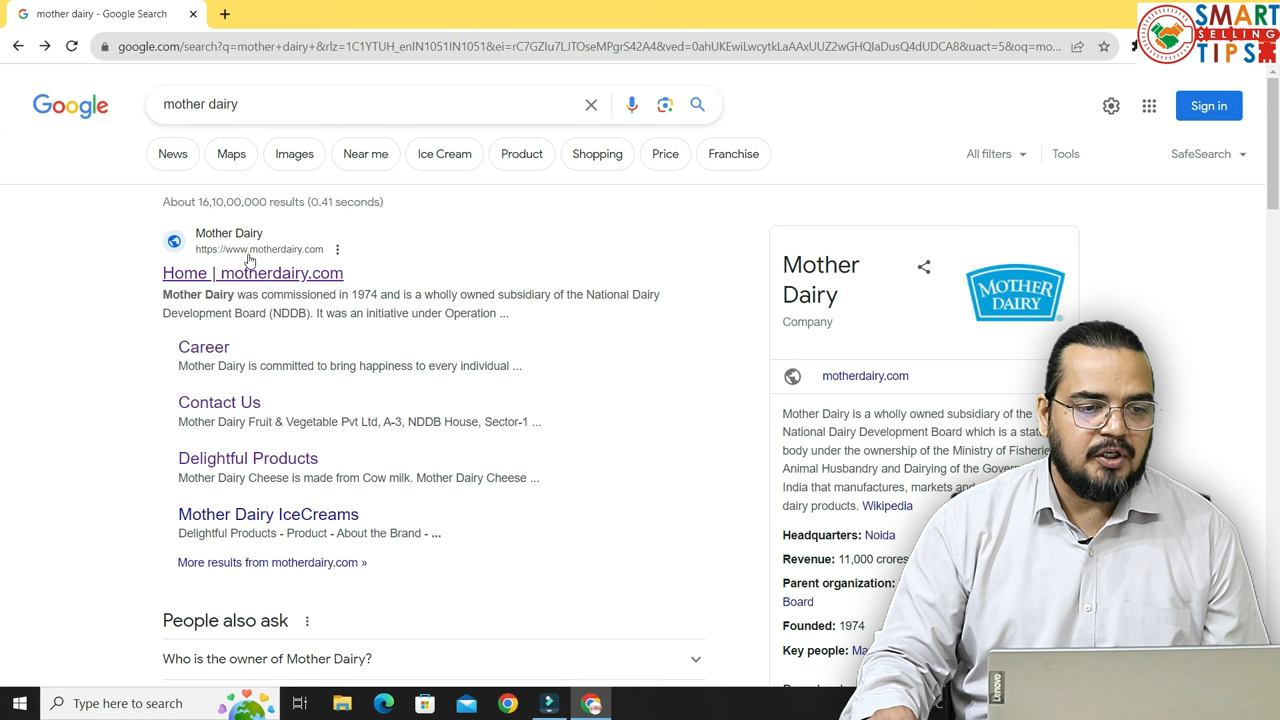 mother dairy - Google Search
SMART
SELLING
TIPS
google.com/search?q=mother+dairy+&rlz=1C1YTUH_enIN1051IN1051&ei=rC7GZIu7L1TcseMPgrS42A4&ved=0ahUKEwiLwcytkLaAAxUUZ2wGHQIaDusQ4dUDCA8&uact=5&oq=mo...
Google
mother dairy
Sign in
News
Maps
Images
Near me
Ice Cream
Product
Shopping
Price
Franchise
All filters
Tools
SafeSearch
About 16,10,00,000 results (0.41 seconds)
Mother Dairy
https://www.motherdairy.com
Home | motherdairy.com
Mother Dairy was commissioned in 1974 and is a wholly owned subsidiary of the National Dairy
Development Board (NDDB). It was an initiative under Operation ...
Career
Mother Dairy is committed to bring happiness to every individual ...
Contact Us
Mother Dairy Fruit & Vegetable Pvt Ltd, A-3, NDDB House, Sector-1 ...
Delightful Products
Mother Dairy Cheese is made from Cow milk. Mother Dairy Cheese ...
Mother Dairy IceCreams
Delightful Products - Product - About the Brand - ...
More results from motherdairy.com »
People also ask
Who is the owner of Mother Dairy?
Mother
Dairy
Company
MOTHER
DAIRY
motherdairy.com
Mother Dairy is a wholly owned subsidiary of the
National Dairy Development Board which is a
body under the ownership of the Ministry of
Animal Husbandry and Dairying of the
India that manufactures, markets and
dairy products. Wikipedia
Headquarters: Noida
Revenue: 11,000 crores
Parent organization:
Board
Founded: 1974
Key people:
Lenovo
Type here to search